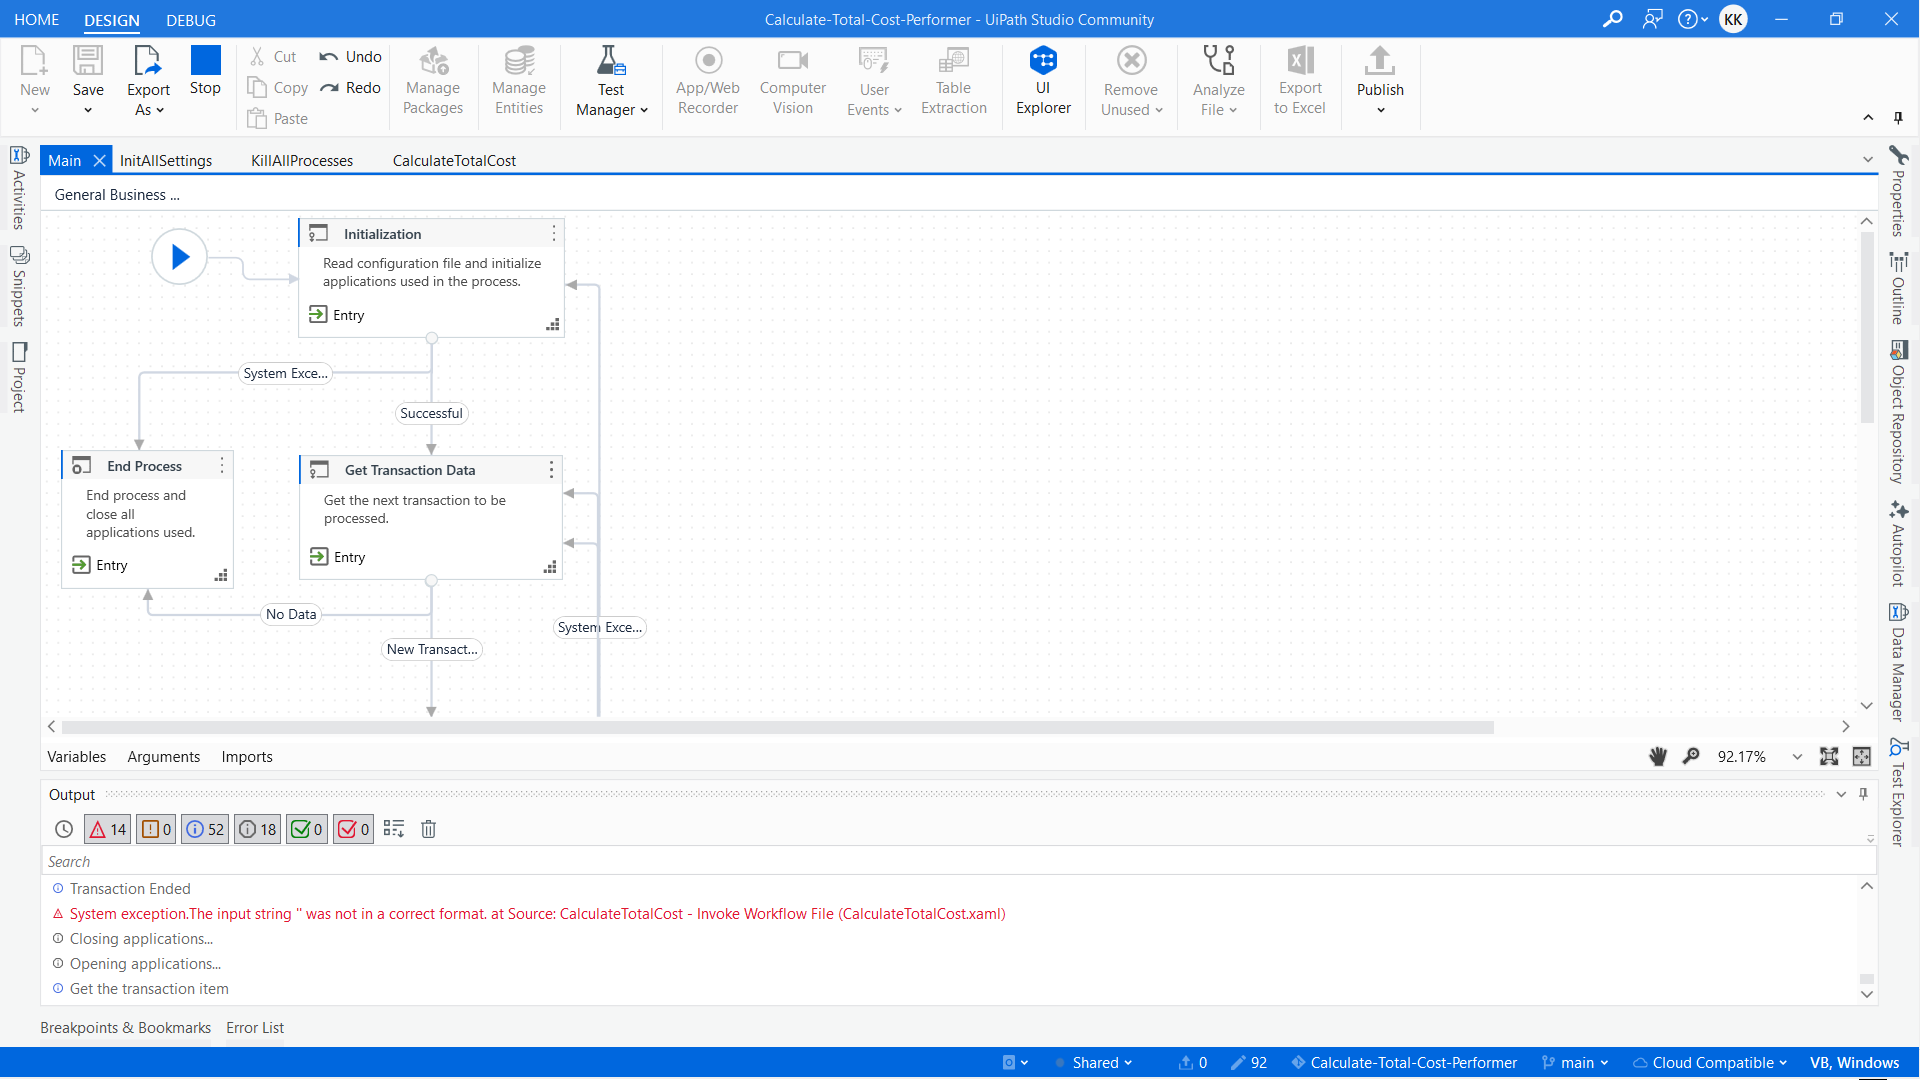 HOME DESIGN DEBUG Calculate-Total-Cost-Performer - UiPath Studio Community KK
New
Save
Export As
Stop
Cut
Copy
Paste
Undo
Redo
Manage Packages
Manage Entities
Test Manager
App/Web Recorder
Computer Vision
User Events
Table Extraction
UI Explorer
Remove Unused
Analyze File
Export to Excel
Publish
Main InitAllSettings KillAllProcesses CalculateTotalCost
General Business ...
Activities
Snippets
Project
Initialization
Read configuration file and initialize
applications used in the process.
Entry
System Exce...
Successful
End Process
End process and
close all
applications used.
Entry
Get Transaction Data
Get the next transaction to be
processed.
Entry
No Data
New Transact...
System Exce...
Properties
Outline
Object Repository
Autopilot
Data Manager
Test Explorer
Variables Arguments Imports 92.17%
Output
14 0 52 18 0 0
Search
Transaction Ended
System exception.The input string '' was not in a correct format. at Source: CalculateTotalCost - Invoke Workflow File (CalculateTotalCost.xaml)
Closing applications...
Opening applications...
Get the transaction item
Breakpoints & Bookmarks Error List
Shared 0 92 Calculate-Total-Cost-Performer main Cloud Compatible VB, Windows